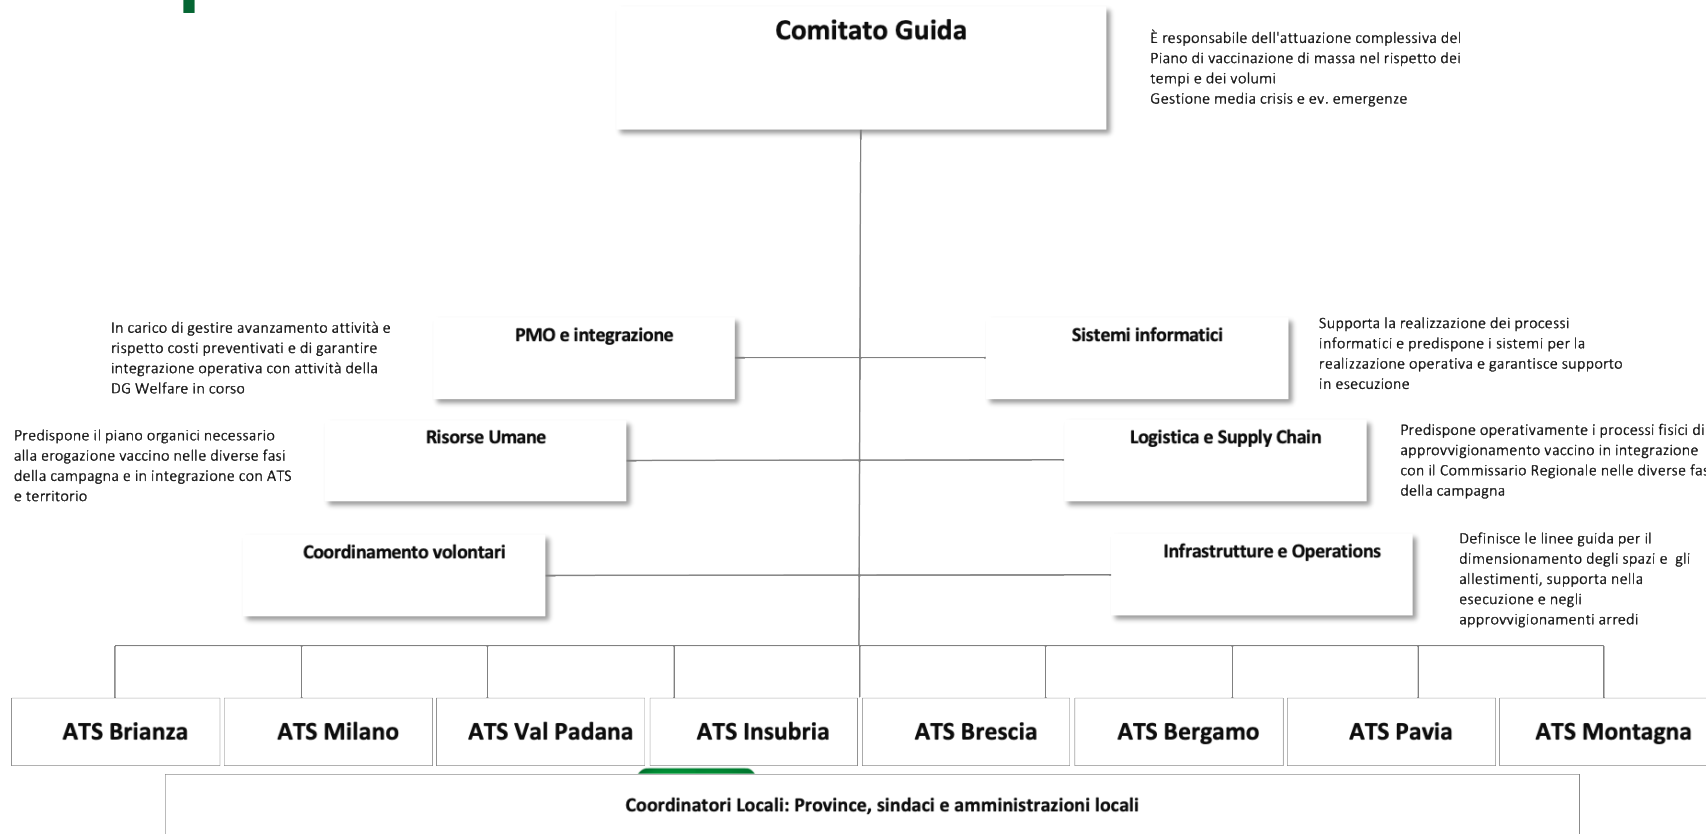 Comitato Guida
È responsabile dell'attuazione complessiva del
Piano di vaccinazione di massa nel rispetto dei
tempi e dei volumi
Gestione media crisis e ev. emergenze
In carico di gestire avanzamento attività e
rispetto costi preventivati e di garantire
integrazione operativa con attività della
DG Welfare in corso
PMO e integrazione
Sistemi informatici
Supporta la realizzazione dei processi
informatici e predispone i sistemi per la
realizzazione operativa e garantisce supporto
in esecuzione
Predispone il piano organici necessario
alla erogazione vaccino nelle diverse fasi
della campagna e in integrazione con ATS
e territorio
Risorse Umane
Logistica e Supply Chain
Predispone operativamente i processi fisici di
approvvigionamento vaccino in integrazione
con il Commissario Regionale nelle diverse fas
della campagna
Coordinamento volontari
Infrastrutture e Operations
Definisce le linee guida per il
dimensionamento degli spazi e gli
allestimenti, supporta nella
esecuzione e negli
approvvigionamenti arredi
ATS Brianza
ATS Milano
ATS Val Padana
ATS Insubria
ATS Brescia
ATS Bergamo
ATS Pavia
ATS Montagna
Coordinatori Locali: Province, sindaci e amministrazioni locali